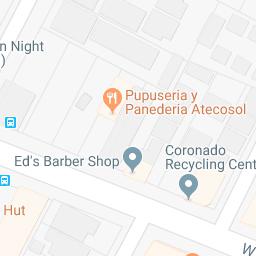 n Night
)
Pupuseria y
Panederia Atecosol
Ed's Barber Shop
Coronado
Recycling Cent
Hut
W